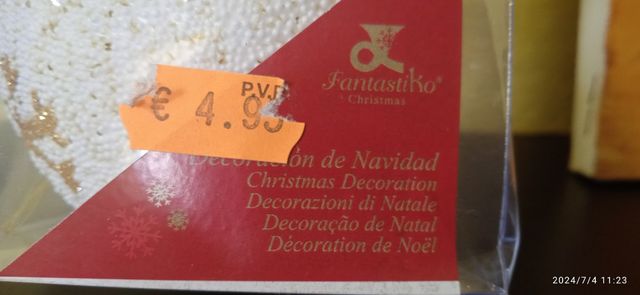 Fantastiko®
Christmas
P.V.P
€ 4.95
Decoración de Navidad
Christmas Decoration
Decorazioni di Natale
Decoração de Natal
Décoration de Noël
2024/7/4 11:23